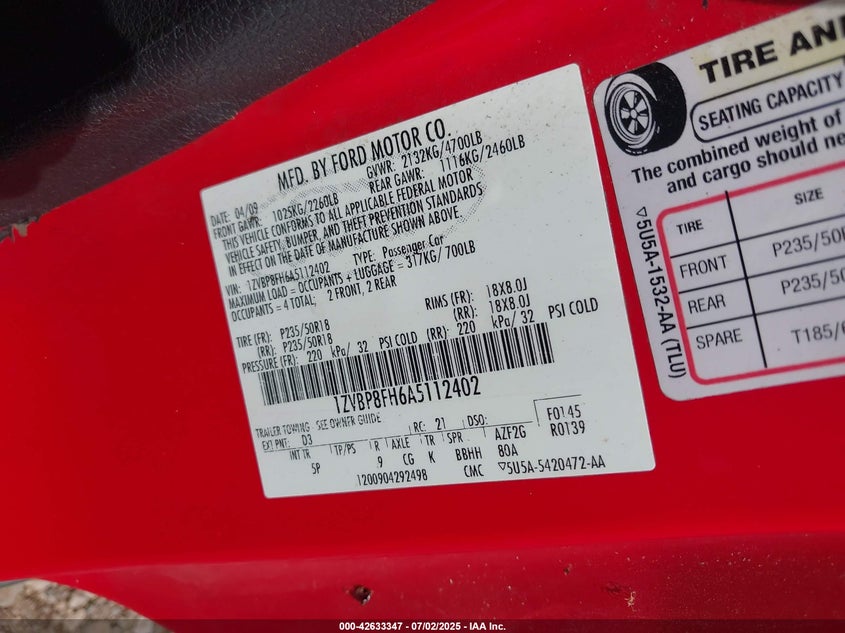 MFD. BY FORD MOTOR CO.
DATE: 04/09 GVWR: 2132KG/4700LB
FRONT GAWR: 1025KG/2260LB REAR GAWR: 1116KG/2460LB
THIS VEHICLE CONFORMS TO ALL APPLICABLE FEDERAL MOTOR
VEHICLE SAFETY, BUMPER, AND THEFT PREVENTION STANDARDS
IN EFFECT ON THE DATE OF MANUFACTURE SHOWN ABOVE.
VIN: 1ZVBP8FH6A5112402 TYPE: Passenger Car
MAXIMUM LOAD = OCCUPANTS + LUGGAGE = 317KG/ 700LB
OCCUPANTS = 4 TOTAL; 2 FRONT, 2 REAR
TIRE (FR): P235/50R18 RIMS (FR): 18X8.0J
(RR): P235/50R18 (RR): 18X8.0J
PRESSURE (FR): 220 kPa/ 32 PSI COLD (RR): 220 kPa/ 32 PSI COLD
1ZVBP8FH6A5112402
TRAILER TOWING SEE OWNER GUIDE F0145
EXT PNT: D3 RC: 21 DSO: R0139
INT TR TP/PS R AXLE TR SPR AZF2G
5P 9 CG K BBHH 80A
1200904292498 CMC ▽5U5A-5420472-AA
TIRE AN
SEATING CAPACITY
The combined weight of
and cargo should ne
TIRE SIZE
FRONT P235/50
REAR P235/50
SPARE T185/
▽5U5A-1532-AA (TLU)
000-42633347 - 07/02/2025 - IAA Inc.